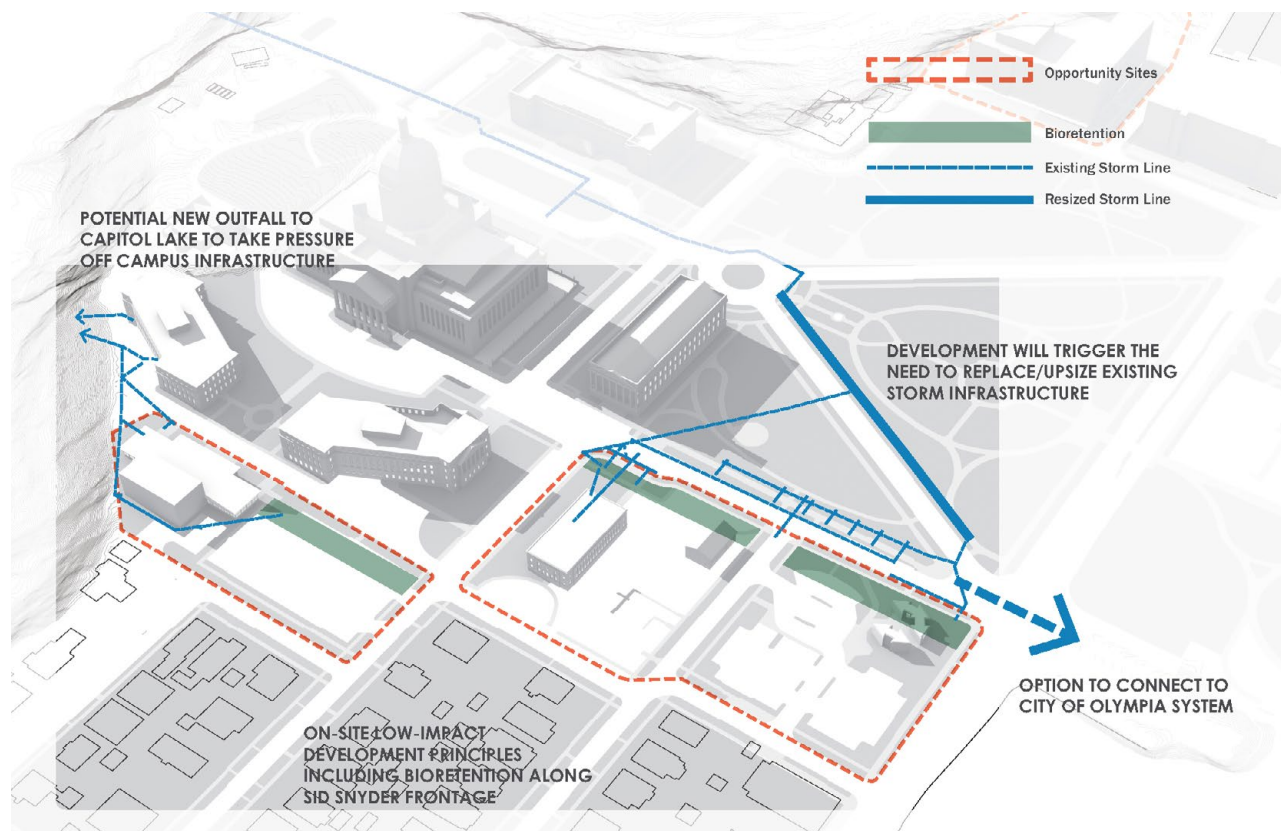 Opportunity Sites
Bioretention
Existing Storm Line
Resized Storm Line
POTENTIAL NEW OUTFALL TO
CAPITOL LAKE TO TAKE PRESSURE
OFF CAMPUS INFRASTRUCTURE
DEVELOPMENT WILL TRIGGER THE
NEED TO REPLACE/UPSIZE EXISTING
STORM INFRASTRUCTURE
OPTION TO CONNECT TO
CITY OF OLYMPIA SYSTEM
ON-SITE LOW-IMPACT
DEVELOPMENT PRINCIPLES
INCLUDING BIORETENTION ALONG
SID SNYDER FRONTAGE